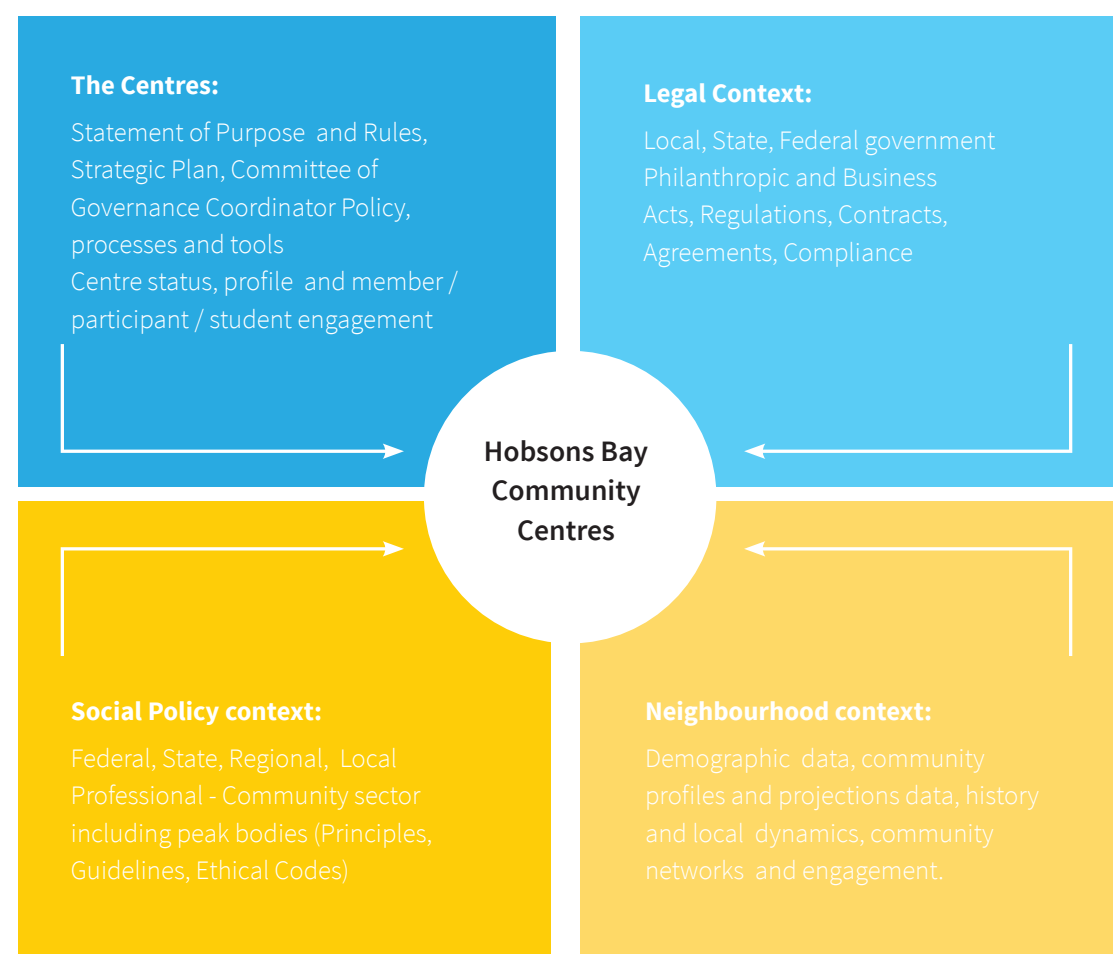 The Centres:
Statement of Purpose  and Rules,
Strategic Plan, Committee of
Governance Coordinator Policy,
processes and tools
Centre status, profile  and member /
participant / student engagement
Legal Context:
Local, State, Federal government
Philanthropic and Business
Acts, Regulations, Contracts,
Agreements, Compliance
Hobsons Bay
Community
Centres
Social Policy context:
Federal, State, Regional,  Local
Professional - Community sector
including peak bodies (Principles,
Guidelines, Ethical Codes)
Neighbourhood context:
Demographic  data, community
profiles and projections data, history
and local  dynamics, community
networks  and engagement.